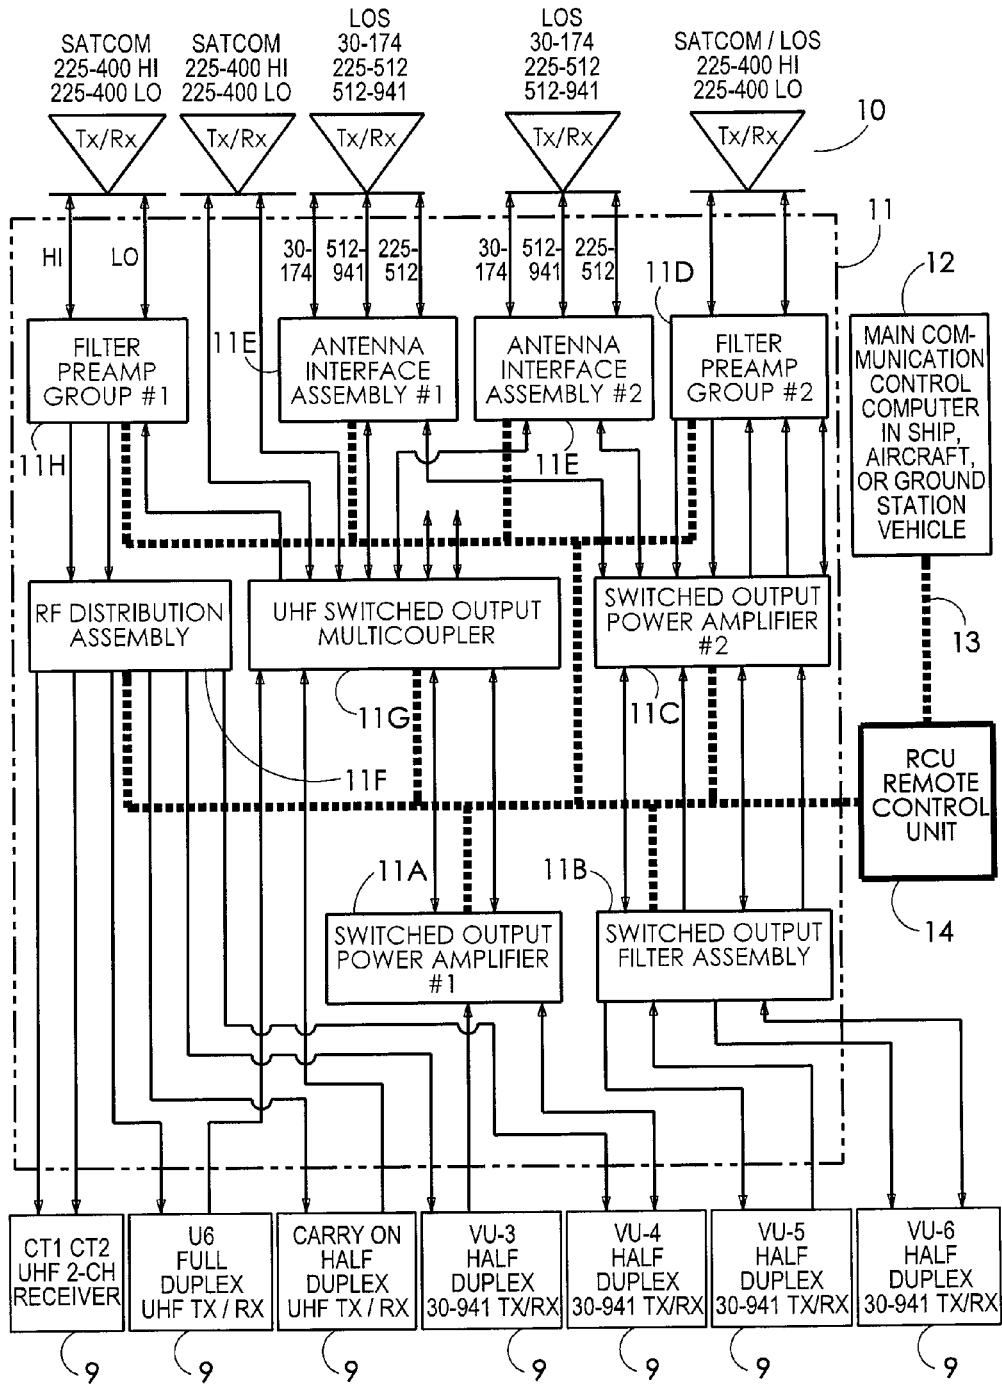 SATCOM
225-400 HI
225-400 LO
SATCOM
225-400 HI
225-400 LO
LOS
30-174
225-512
512-941
LOS
30-174
225-512
512-941
SATCOM / LOS
225-400 HI
225-400 LO
Tx/Rx
Tx/Rx
Tx/Rx
Tx/Rx
Tx/Rx
10
11
HI
LO
30-
174
512-
941
225-
512
30-
174
512-
941
225-
512
11D
12
FILTER
PREAMP
GROUP #1
11E
ANTENNA
INTERFACE
ASSEMBLY #1
ANTENNA
INTERFACE
ASSEMBLY #2
FILTER
PREAMP
GROUP #2
MAIN COM-
MUNICATION
CONTROL
COMPUTER
IN SHIP,
AIRCRAFT,
OR GROUND
STATION
VEHICLE
11H
11E
RF DISTRIBUTION
ASSEMBLY
UHF SWITCHED OUTPUT
MULTICOUPLER
SWITCHED OUTPUT
POWER AMPLIFIER
#2
13
11G
11C
11F
RCU
REMOTE
CONTROL
UNIT
11A
11B
14
SWITCHED OUTPUT
POWER AMPLIFIER
#1
SWITCHED OUTPUT
FILTER ASSEMBLY
CT1 CT2
UHF 2-CH
RECEIVER
U6
FULL
DUPLEX
UHF TX / RX
CARRY ON
HALF
DUPLEX
UHF TX / RX
VU-3
HALF
DUPLEX
30-941 TX/RX
VU-4
HALF
DUPLEX
30-941 TX/RX
VU-5
HALF
DUPLEX
30-941 TX/RX
VU-6
HALF
DUPLEX
30-941 TX/RX
9
9
9
9
9
9
9